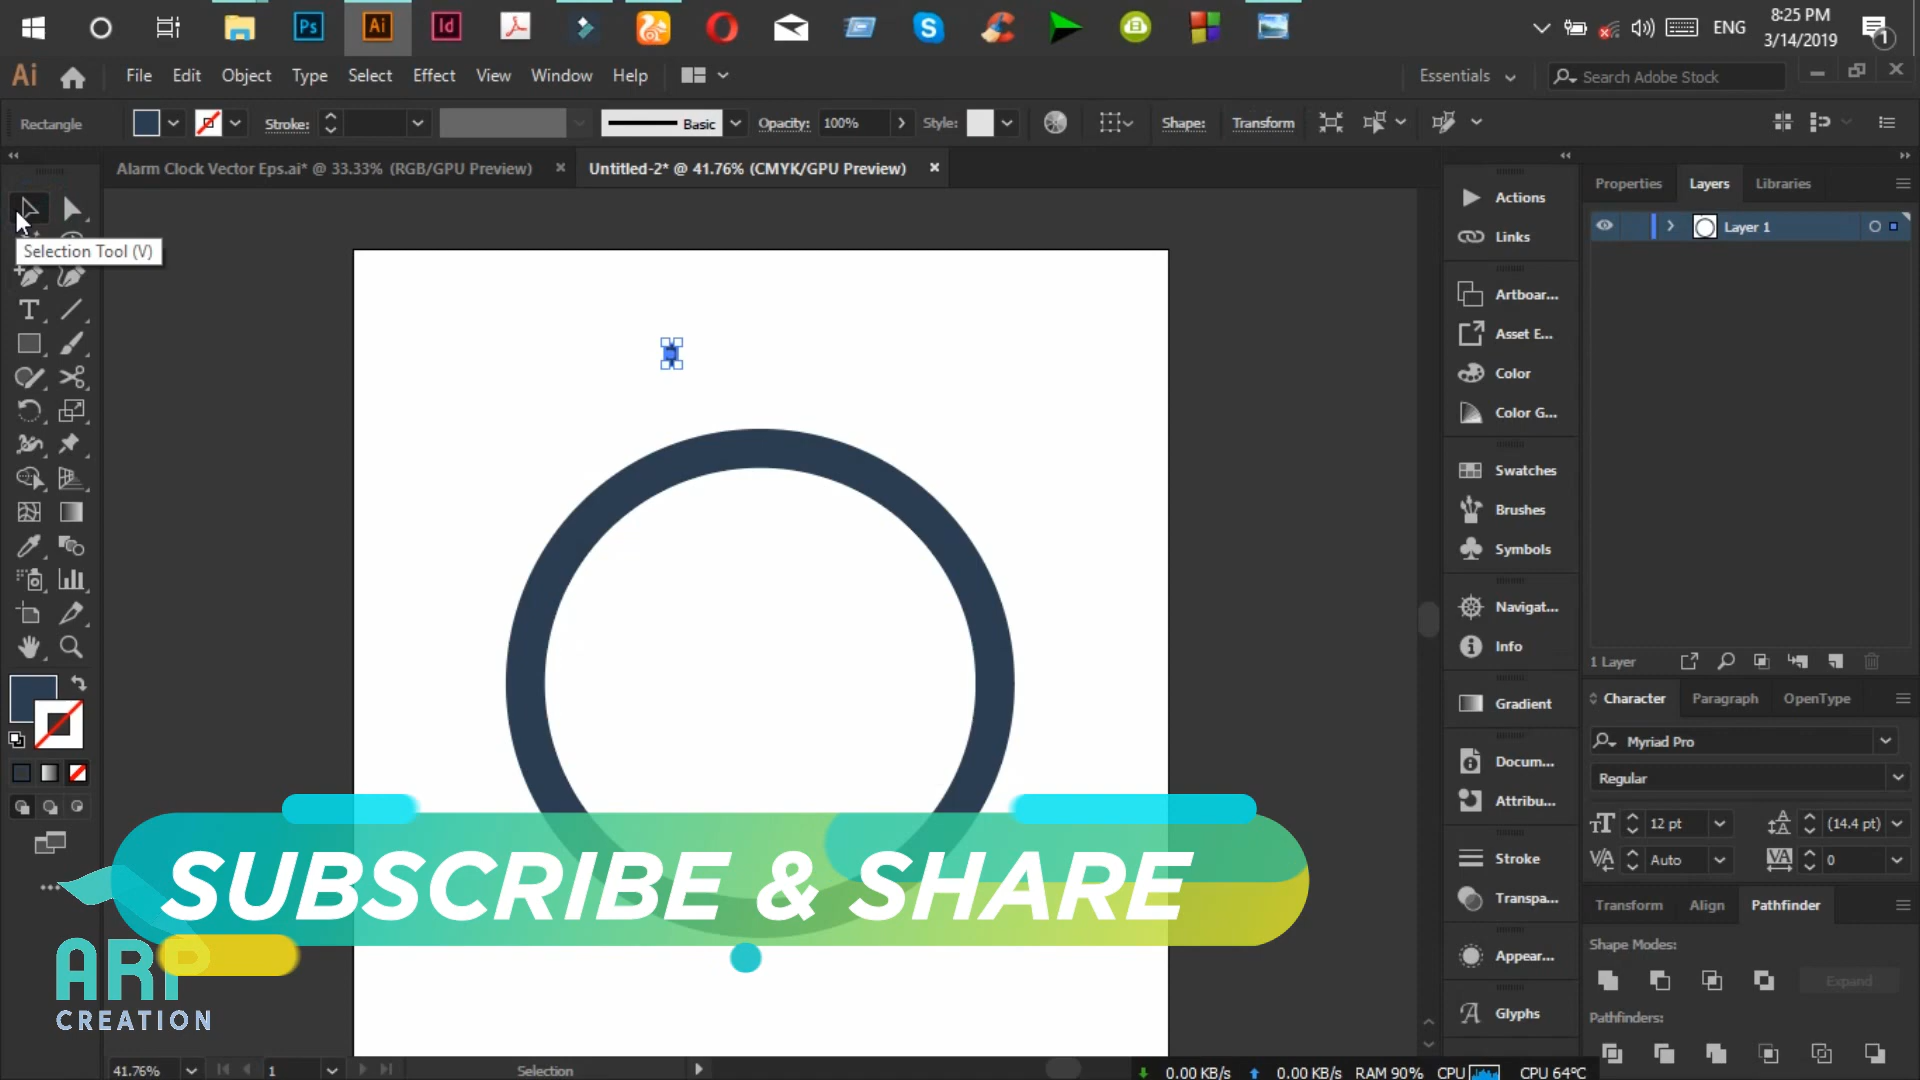 Ps
Ai
Id
ENG
8:25 PM
3/14/2019
1
Ai
File Edit Object Type Select Effect View Window Help
Essentials
Search Adobe Stock
Rectangle
Stroke:
Basic
Opacity: 100%
Style:
Shape:
Transform
Alarm Clock Vector Eps.ai* @ 33.33% (RGB/GPU Preview)
Untitled-2* @ 41.76% (CMYK/GPU Preview)
Selection Tool (V)
Actions
Links
Artboar...
Asset E...
Color
Color G...
Swatches
Brushes
Symbols
Navigat...
Info
Gradient
Docum...
Attribu...
Stroke
Transpa...
Appear...
Glyphs
Properties Layers Libraries
Layer 1
1 Layer
Character Paragraph OpenType
Myriad Pro
Regular
12 pt
(14.4 pt)
Auto
0
Transform Align Pathfinder
Shape Modes:
Expand
Pathfinders:
SUBSCRIBE & SHARE
ARP
CREATION
41.76%
1
Selection
0.00 KB/s 0.00 KB/s RAM 90% CPU CPU 64°C